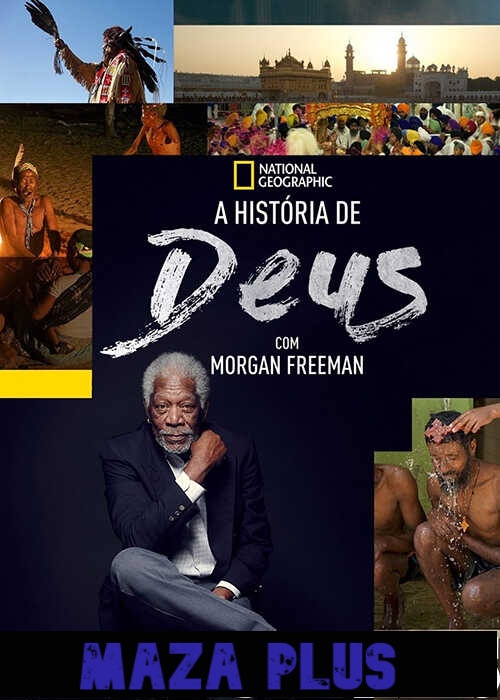 NATIONAL
GEOGRAPHIC
A HISTÓRIA DE
Deus
COM
MORGAN FREEMAN
MAZA PLUS